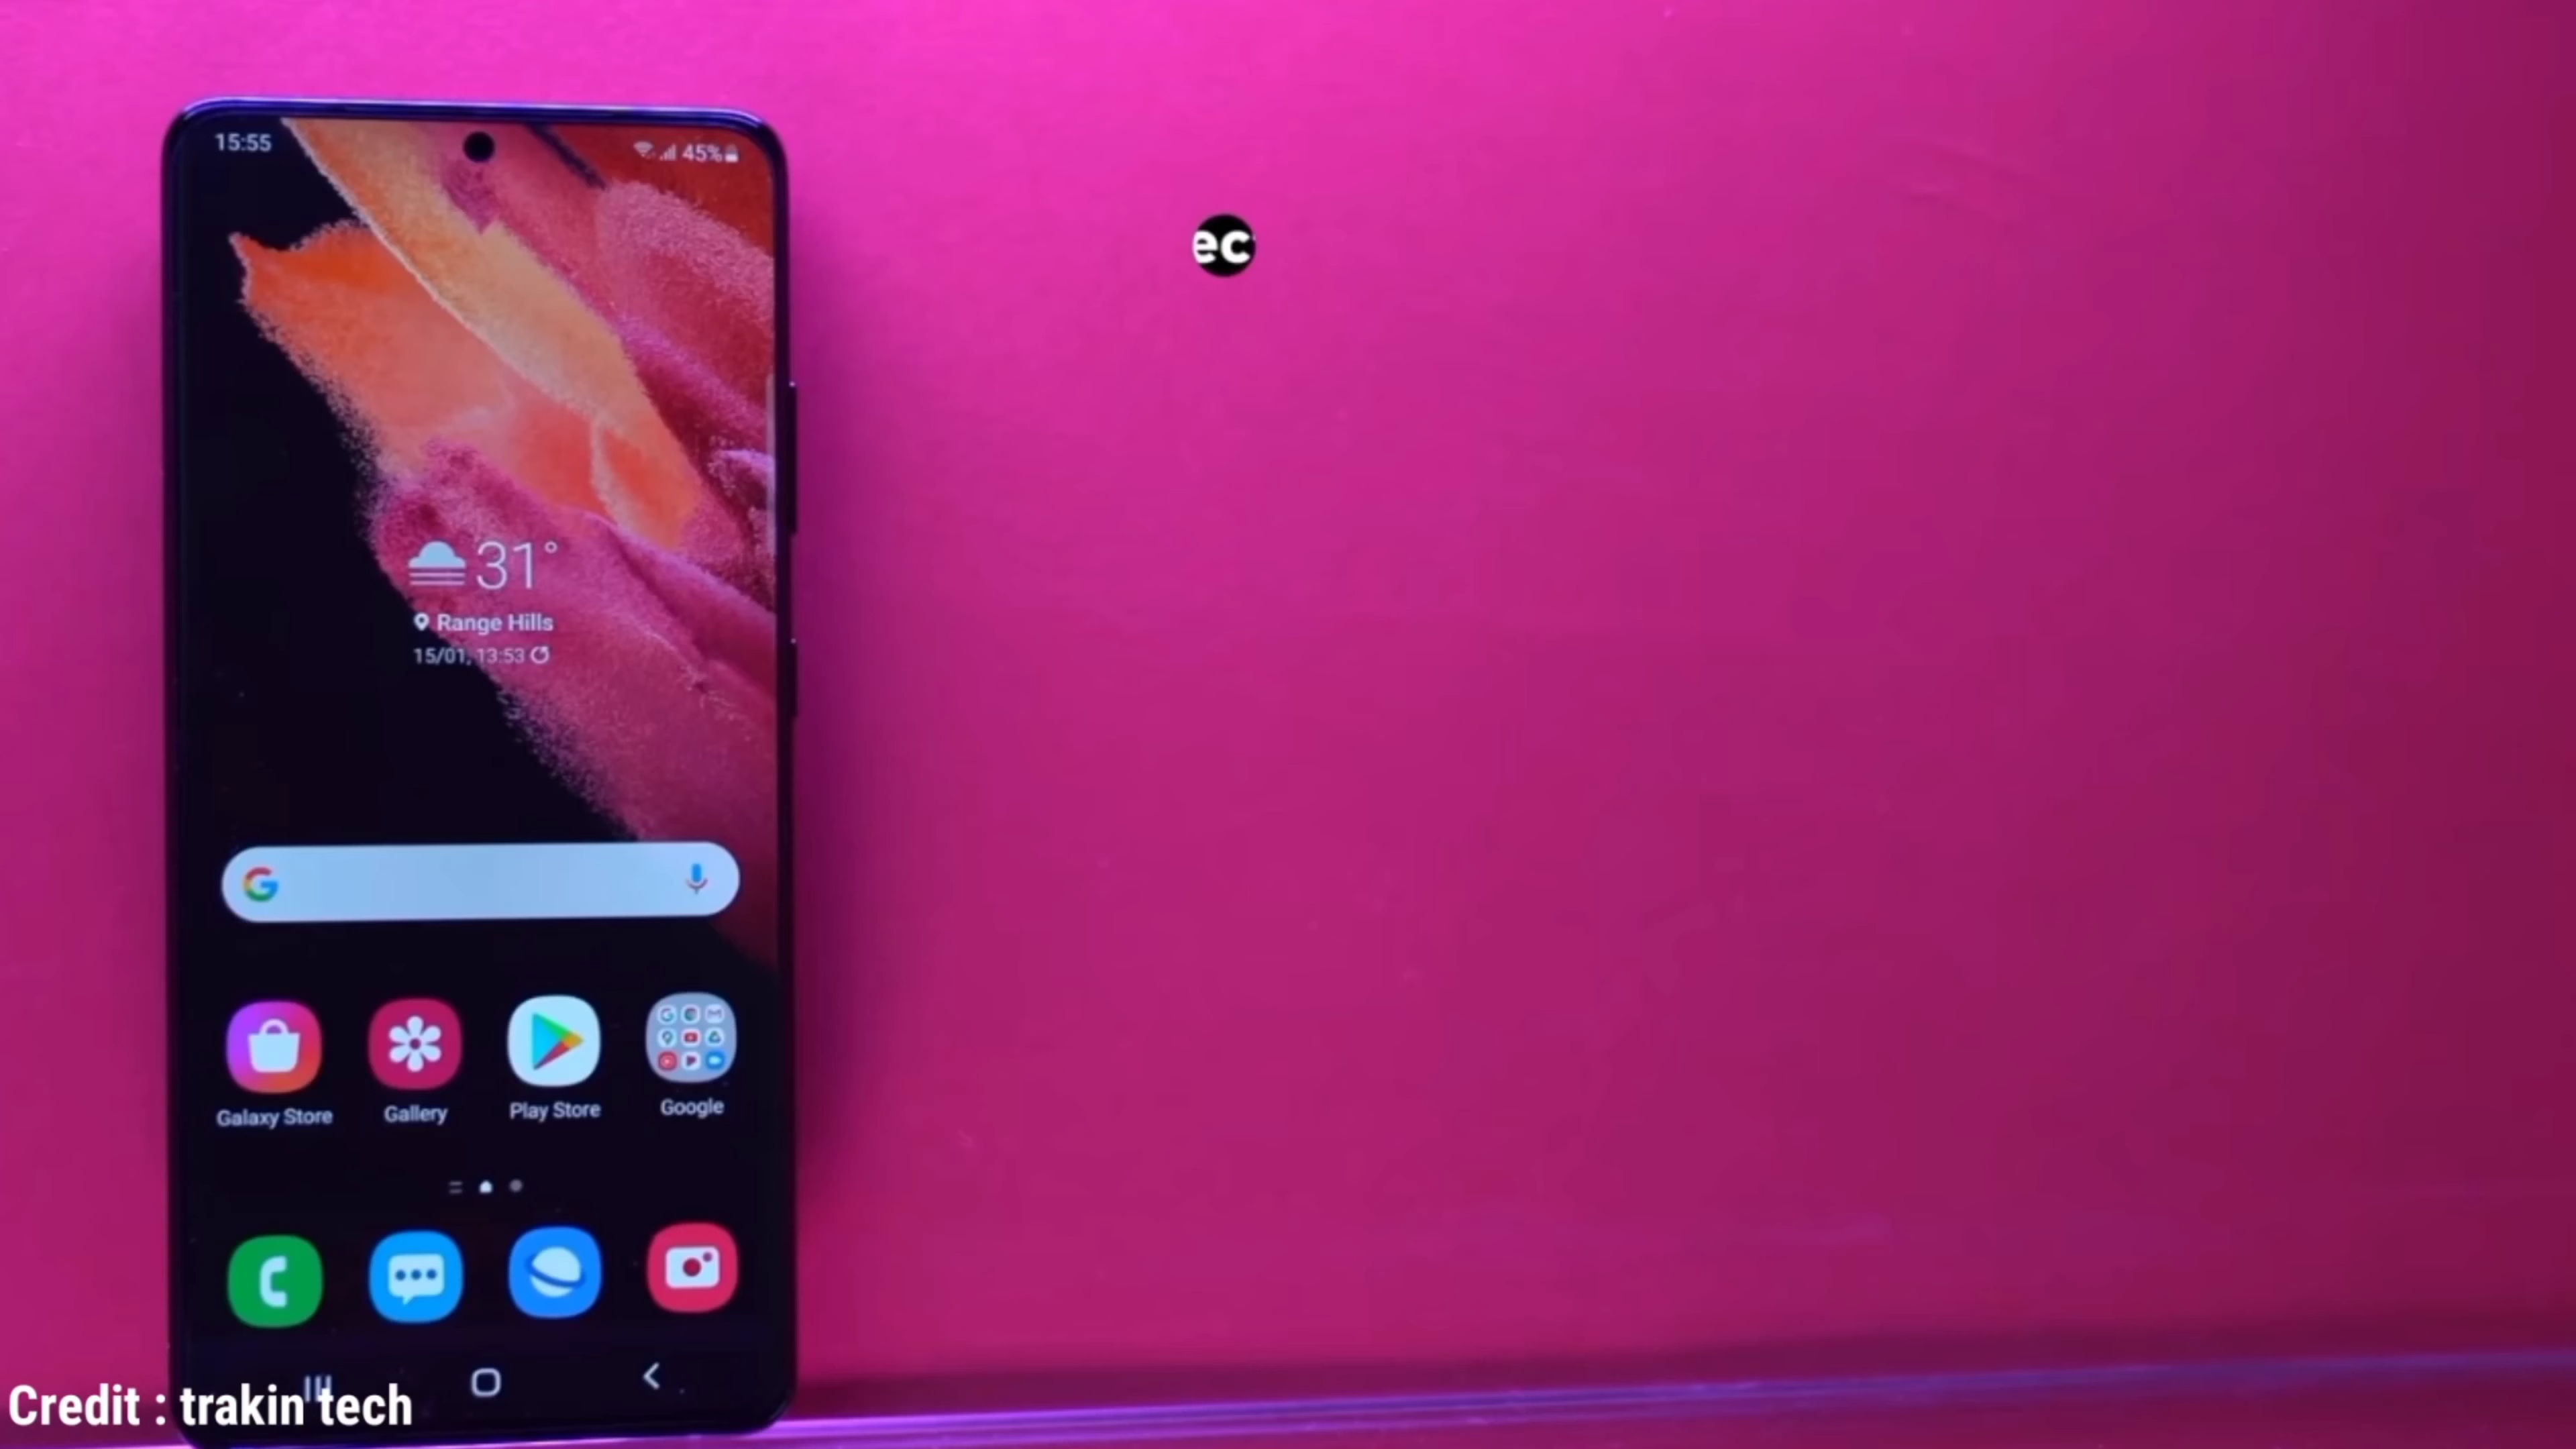 15:55
45%
ec
31°
Range Hills
15/01, 13:53
G
Galaxy Store
Gallery
Play Store
Google
Credit : trakin tech